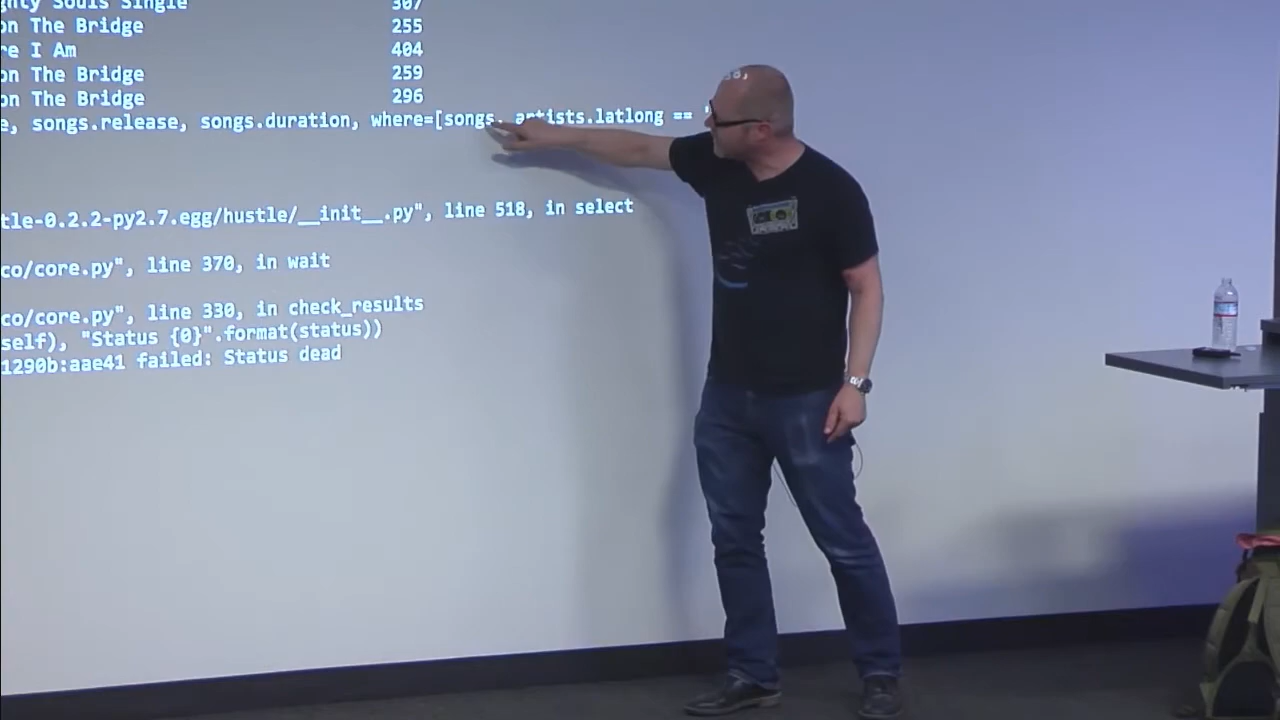 ghty Souls Single 307
on The Bridge 255
re I Am 404
on The Bridge 259
on The Bridge 296
e, songs.release, songs.duration, where=[songs, artists.latlong == '
tle-0.2.2-py2.7.egg/hustle/__init__.py", line 518, in select
co/core.py", line 370, in wait
co/core.py", line 330, in check_results
self), "Status {0}".format(status))
1290b:aae41 failed: Status dead